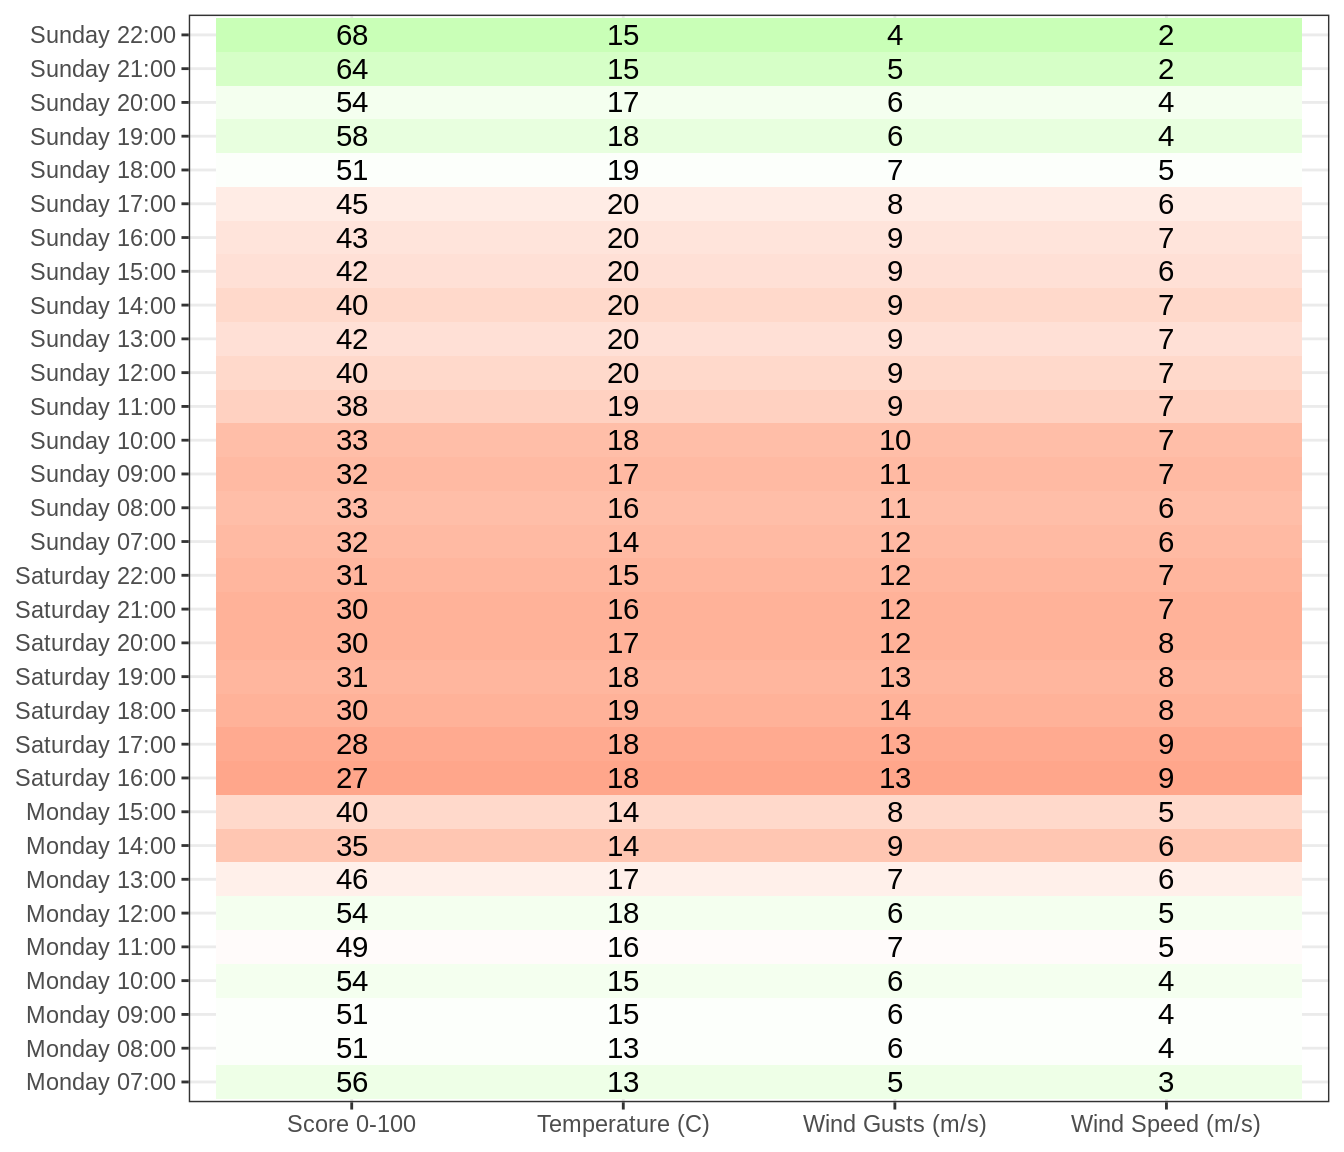 Sunday 22:00 68 15 4 2
Sunday 21:00 64 15 5 2
Sunday 20:00 54 17 6 4
Sunday 19:00 58 18 6 4
Sunday 18:00 51 19 7 5
Sunday 17:00 45 20 8 6
Sunday 16:00 43 20 9 7
Sunday 15:00 42 20 9 6
Sunday 14:00 40 20 9 7
Sunday 13:00 42 20 9 7
Sunday 12:00 40 20 9 7
Sunday 11:00 38 19 9 7
Sunday 10:00 33 18 10 7
Sunday 09:00 32 17 11 7
Sunday 08:00 33 16 11 6
Sunday 07:00 32 14 12 6
Saturday 22:00 31 15 12 7
Saturday 21:00 30 16 12 7
Saturday 20:00 30 17 12 8
Saturday 19:00 31 18 13 8
Saturday 18:00 30 19 14 8
Saturday 17:00 28 18 13 9
Saturday 16:00 27 18 13 9
Monday 15:00 40 14 8 5
Monday 14:00 35 14 9 6
Monday 13:00 46 17 7 6
Monday 12:00 54 18 6 5
Monday 11:00 49 16 7 5
Monday 10:00 54 15 6 4
Monday 09:00 51 15 6 4
Monday 08:00 51 13 6 4
Monday 07:00 56 13 5 3
Score 0-100 Temperature (C) Wind Gusts (m/s) Wind Speed (m/s)